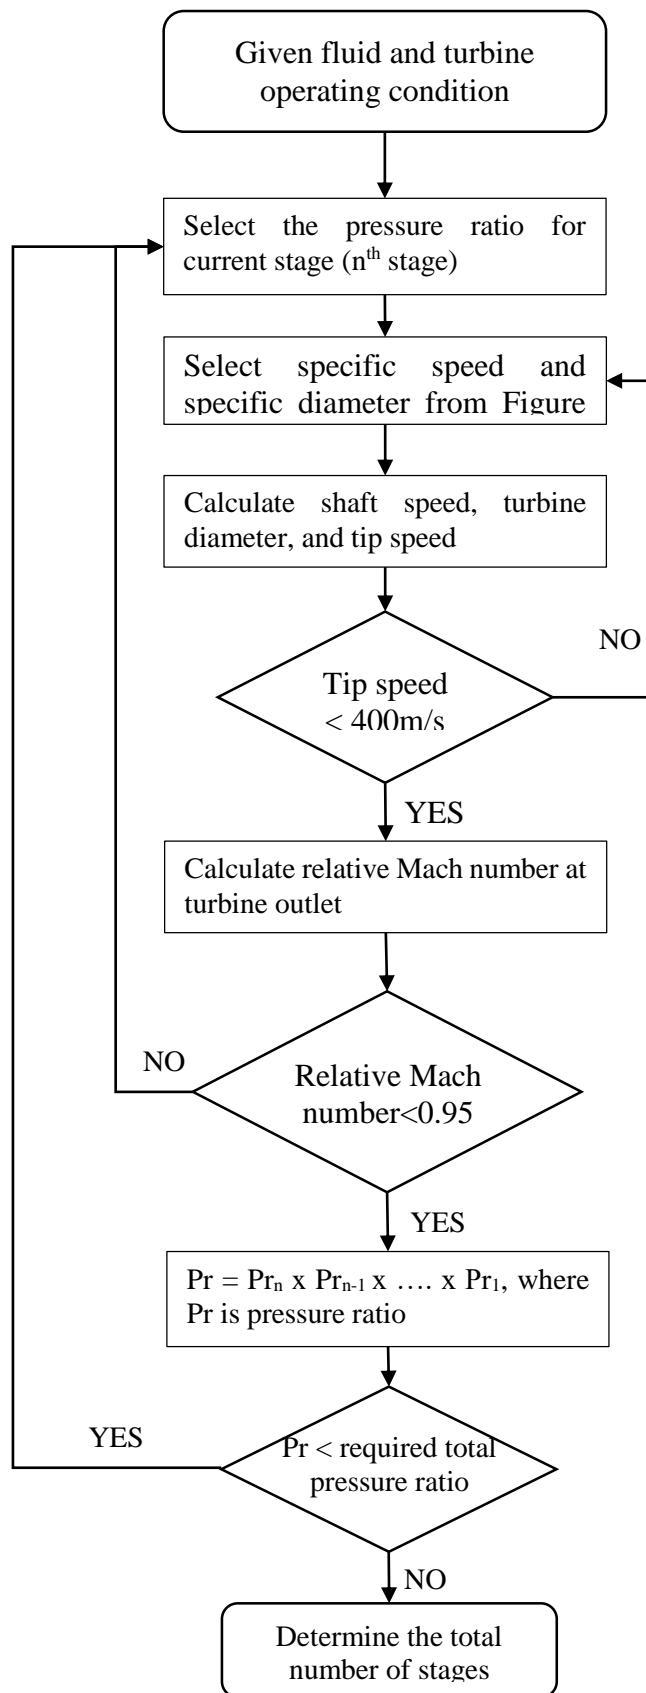 Given fluid and turbine
operating condition
Select the pressure ratio for
current stage (nth stage)
Select specific speed and
specific diameter from Figure
Calculate shaft speed, turbine
diameter, and tip speed
NO
Tip speed
< 400m/s
YES
Calculate relative Mach number at
turbine outlet
NO
Relative Mach
number<0.95
YES
Pr = Prn x Prn-1 x …. x Pr1, where
Pr is pressure ratio
YES
Pr < required total
pressure ratio
NO
Determine the total
number of stages